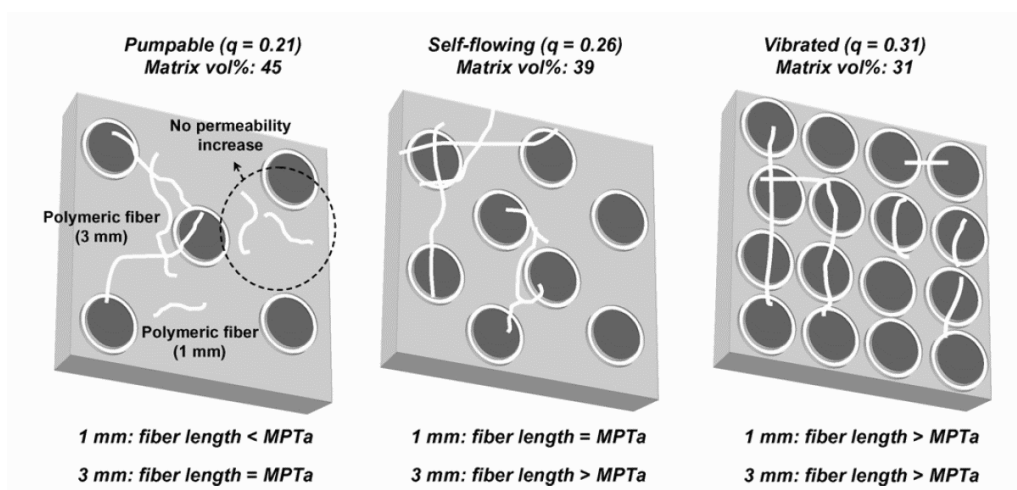 Pumpable (q = 0.21)
Matrix vol%: 45
Self-flowing (q = 0.26)
Matrix vol%: 39
Vibrated (q = 0.31)
Matrix vol%: 31
No permeability
increase
Polymeric fiber
(3 mm)
Polymeric fiber
(1 mm)
1 mm: fiber length < MPTa
3 mm: fiber length = MPTa
1 mm: fiber length = MPTa
3 mm: fiber length > MPTa
1 mm: fiber length > MPTa
3 mm: fiber length > MPTa